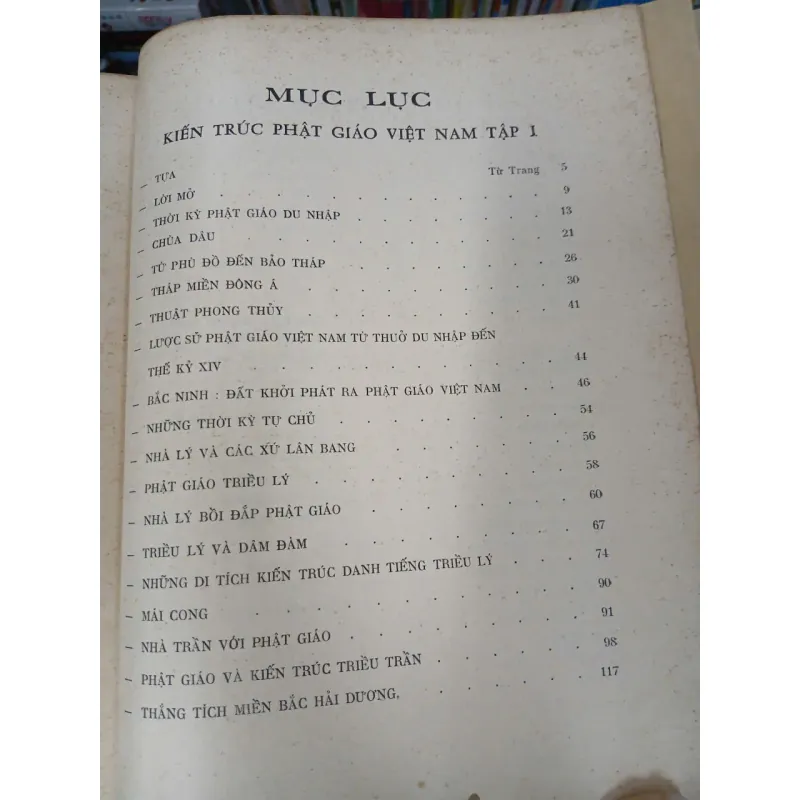 MỤC LỤC
KIẾN TRÚC PHẬT GIÁO VIỆT NAM TẬP 1
_ TỰA Từ Trang 5
_ LỜI MỞ . . . . . . . . . . . 9
_ THỜI KỲ PHẬT GIÁO DU NHẬP . . . . . . . 13
_ CHÙA DÂU . . . . . . . . . . 21
_ TỪ PHÙ ĐỒ ĐẾN BẢO THÁP . . . . . . . 26
_ THÁP MIỀN ĐÔNG Á . . . . . . . . 30
_ THUẬT PHONG THỦY . . . . . . . . 41
_ LƯỢC SỬ PHẬT GIÁO VIỆT NAM TỪ THUỞ DU NHẬP ĐẾN
THẾ KỶ XIV . . . . . . . . . . 44
_ BẮC NINH : ĐẤT KHỞI PHÁT RA PHẬT GIÁO VIỆT NAM . . 46
_ NHỮNG THỜI KỲ TỰ CHỦ . . . . . . . . 54
_ NHÀ LÝ VÀ CÁC XỨ LÂN BANG . . . . . . 56
– PHẬT GIÁO TRIỀU LÝ . . . . . . . . 58
– NHÀ LÝ BỒI ĐẮP PHẬT GIÁO . . . . . . . 60
– TRIỀU LÝ VÀ DÂM ĐÀM . . . . . . . 67
– NHỮNG DI TÍCH KIẾN TRÚC DANH TIẾNG TRIỀU LÝ . . . 74
– MÁI CONG . . . . . . . . . . 90
– NHÀ TRẦN VỚI PHẬT GIÁO . . . . . . . 91
– PHẬT GIÁO VÀ KIẾN TRÚC TRIỀU TRẦN . . . . . 98
– THẮNG TÍCH MIỀN BẮC HẢI DƯƠNG. . . . . . 117